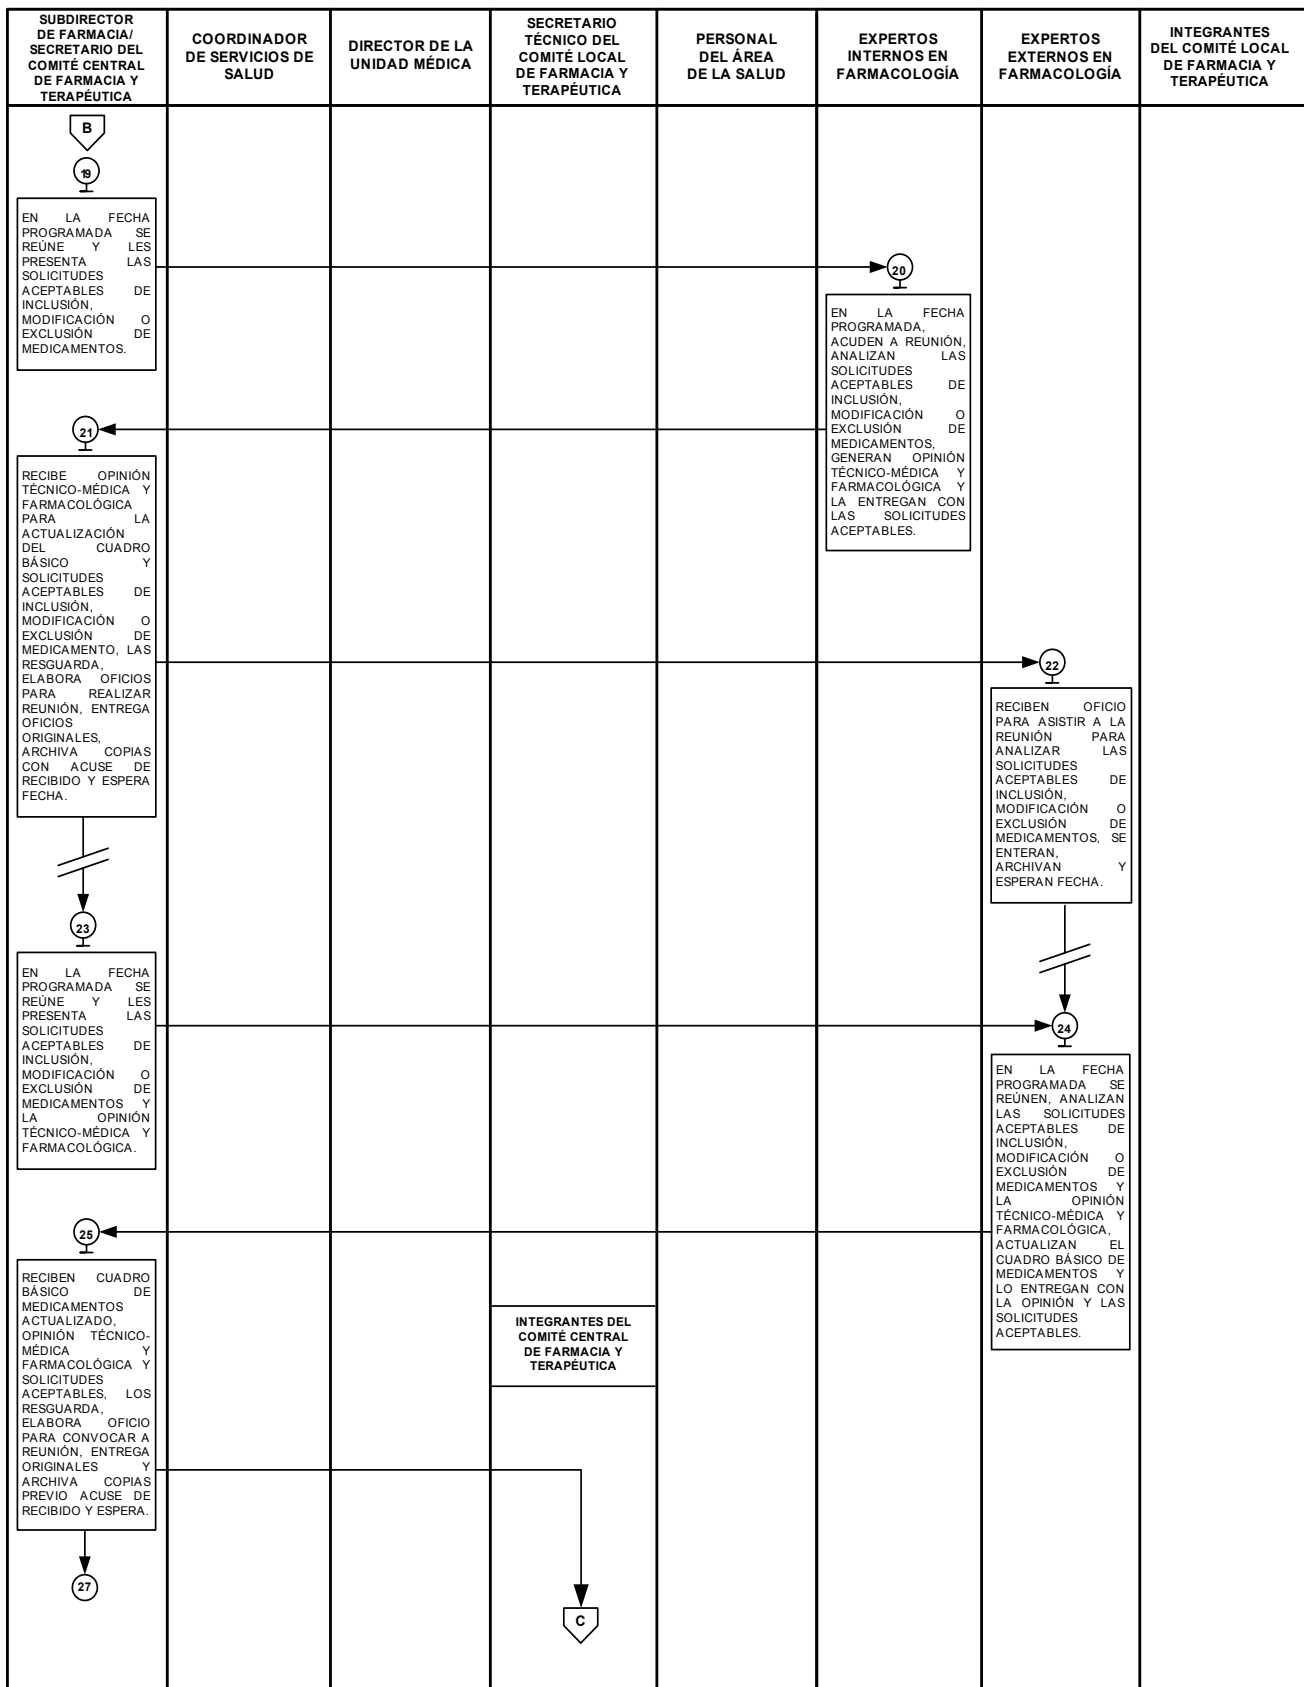 SUBDIRECTOR
DE FARMACIA/
SECRETARIO DEL
COMITÉ CENTRAL
DE FARMACIA Y
TERAPÉUTICA
COORDINADOR
DE SERVICIOS DE
SALUD
DIRECTOR DE LA
UNIDAD MÉDICA
SECRETARIO
TÉCNICO DEL
COMITÉ LOCAL
DE FARMACIA Y
TERAPÉUTICA
PERSONAL
DEL ÁREA
DE LA SALUD
EXPERTOS
INTERNOS EN
FARMACOLOGÍA
EXPERTOS
EXTERNOS EN
FARMACOLOGÍA
INTEGRANTES
DEL COMITÉ LOCAL
DE FARMACIA Y
TERAPÉUTICA
B
19
EN LA FECHA
PROGRAMADA SE
REÚNE Y LES
PRESENTA LAS
SOLICITUDES
ACEPTABLES DE
INCLUSIÓN,
MODIFICACIÓN O
EXCLUSIÓN DE
MEDICAMENTOS.
20
EN LA FECHA
PROGRAMADA,
ACUDEN A REUNIÓN,
ANALIZAN LAS
SOLICITUDES
ACEPTABLES DE
INCLUSIÓN,
MODIFICACIÓN O
EXCLUSIÓN DE
MEDICAMENTOS,
GENERAN OPINIÓN
TÉCNICO-MÉDICA Y
FARMACOLÓGICA Y
LA ENTREGAN CON
LAS SOLICITUDES
ACEPTABLES.
21
RECIBE OPINIÓN
TÉCNICO-MÉDICA Y
FARMACOLÓGICA
PARA LA
ACTUALIZACIÓN
DEL CUADRO
BÁSICO Y
SOLICITUDES
ACEPTABLES DE
INCLUSIÓN,
MODIFICACIÓN O
EXCLUSIÓN DE
MEDICAMENTO, LAS
RESGUARDA,
ELABORA OFICIOS
PARA REALIZAR
REUNIÓN, ENTREGA
OFICIOS
ORIGINALES,
ARCHIVA COPIAS
CON ACUSE DE
RECIBIDO Y ESPERA
FECHA.
22
RECIBEN OFICIO
PARA ASISTIR A LA
REUNIÓN PARA
ANALIZAR LAS
SOLICITUDES
ACEPTABLES DE
INCLUSIÓN,
MODIFICACIÓN O
EXCLUSIÓN DE
MEDICAMENTOS, SE
ENTERAN,
ARCHIVAN Y
ESPERAN FECHA.
23
EN LA FECHA
PROGRAMADA SE
REÚNE Y LES
PRESENTA LAS
SOLICITUDES
ACEPTABLES DE
INCLUSIÓN,
MODIFICACIÓN O
EXCLUSIÓN DE
MEDICAMENTOS Y
LA OPINIÓN
TÉCNICO-MÉDICA Y
FARMACOLÓGICA.
24
EN LA FECHA
PROGRAMADA SE
REÚNEN, ANALIZAN
LAS SOLICITUDES
ACEPTABLES DE
INCLUSIÓN,
MODIFICACIÓN O
EXCLUSIÓN DE
MEDICAMENTOS Y
LA OPINIÓN
TÉCNICO-MÉDICA Y
FARMACOLÓGICA,
ACTUALIZAN EL
CUADRO BÁSICO DE
MEDICAMENTOS Y
LO ENTREGAN CON
LA OPINIÓN Y LAS
SOLICITUDES
ACEPTABLES.
25
RECIBEN CUADRO
BÁSICO DE
MEDICAMENTOS
ACTUALIZADO,
OPINIÓN TÉCNICO-
MÉDICA Y
FARMACOLÓGICA Y
SOLICITUDES
ACEPTABLES, LOS
RESGUARDA,
ELABORA OFICIO
PARA CONVOCAR A
REUNIÓN, ENTREGA
ORIGINALES Y
ARCHIVA COPIAS
PREVIO ACUSE DE
RECIBIDO Y ESPERA.
INTEGRANTES DEL
COMITÉ CENTRAL
DE FARMACIA Y
TERAPÉUTICA
27
C